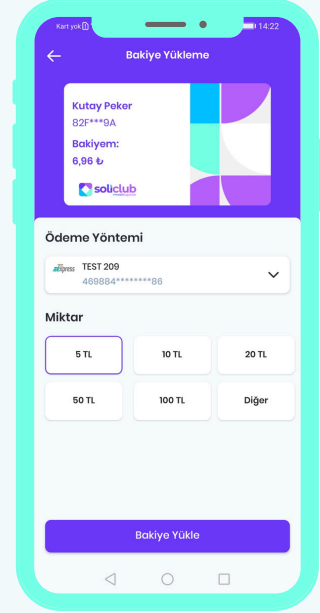 Kart yok
14:22
Bakiye Yükleme
Kutay Peker
82F***9A
Bakiyem:
6,96 ₺
soliclub
Ödeme Yöntemi
TEST 209
469884********86
Miktar
5 TL
10 TL
20 TL
50 TL
100 TL
Diğer
Bakiye Yükle